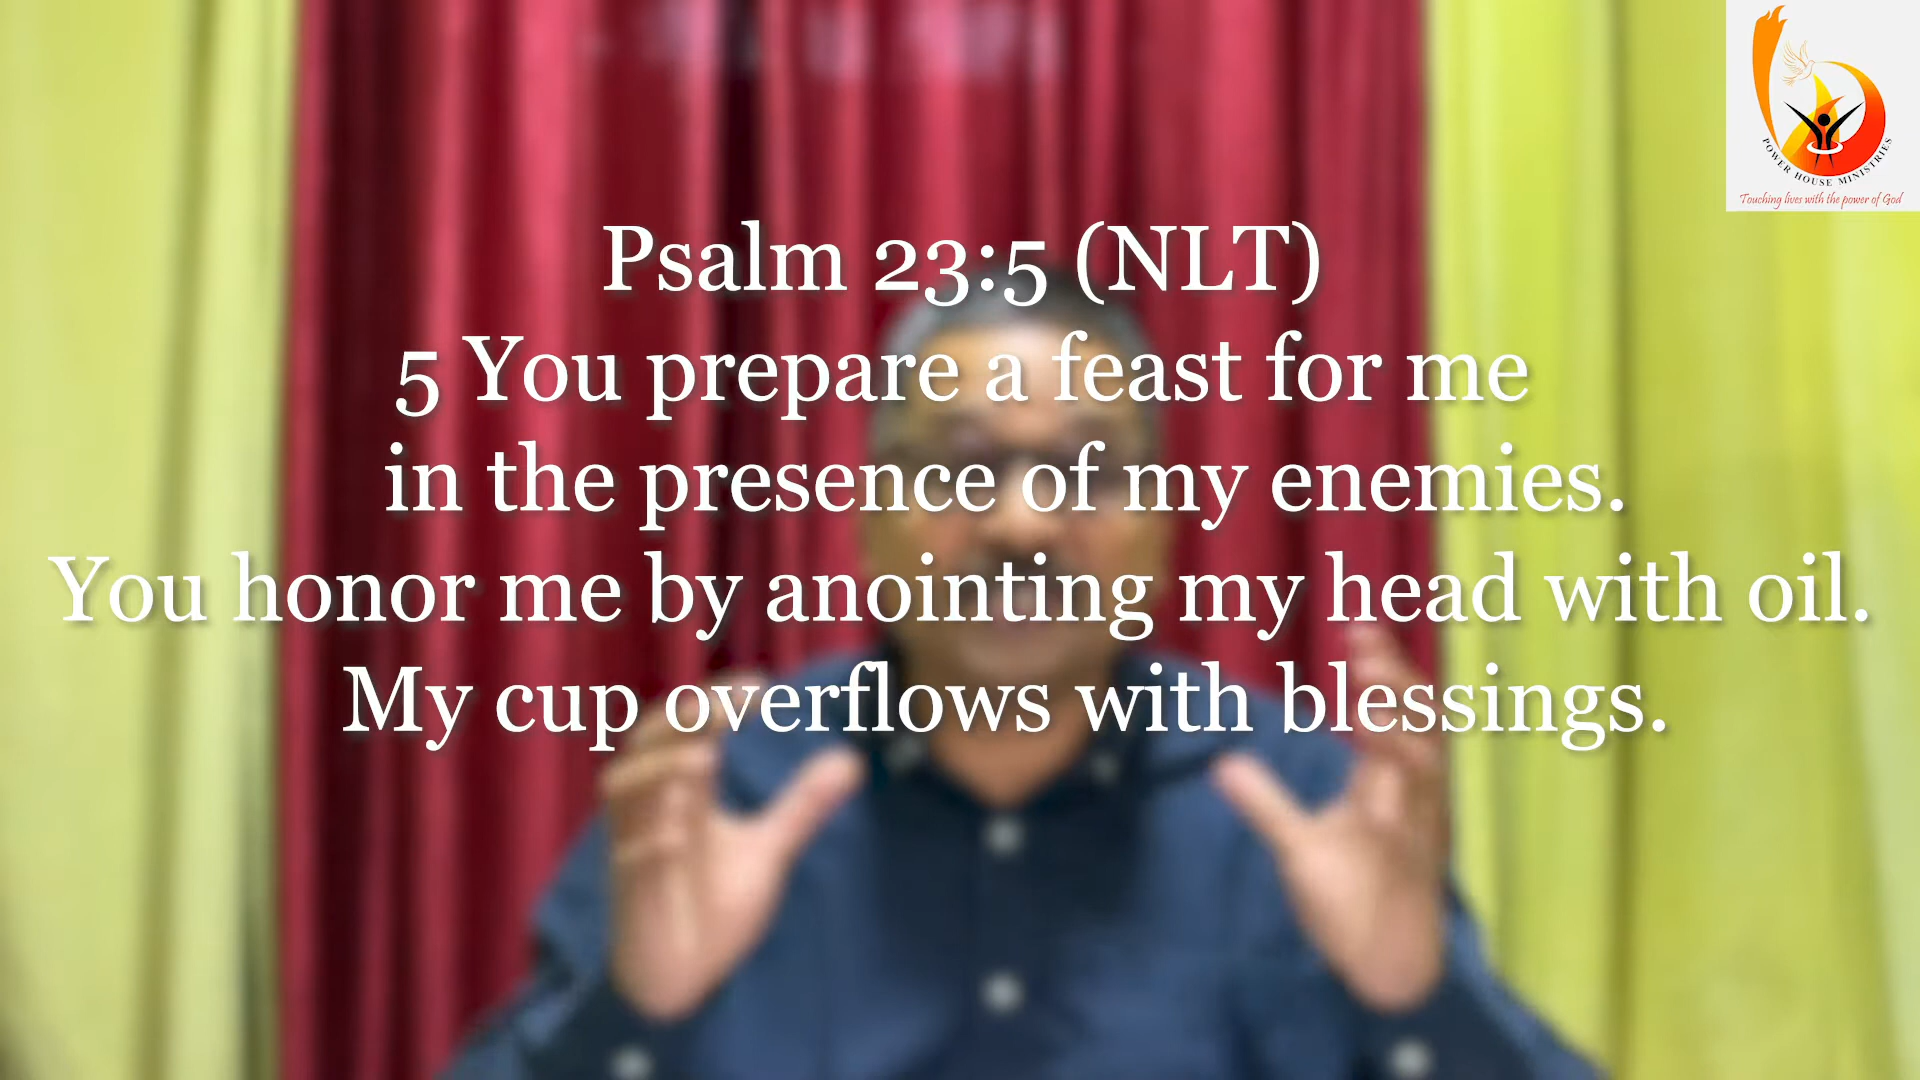 POWER HOUSE MINISTRIES
Touching lives with the power of God
Psalm 23:5 (NLT)
5 You prepare a feast for me
in the presence of my enemies.
You honor me by anointing my head with oil.
My cup overflows with blessings.